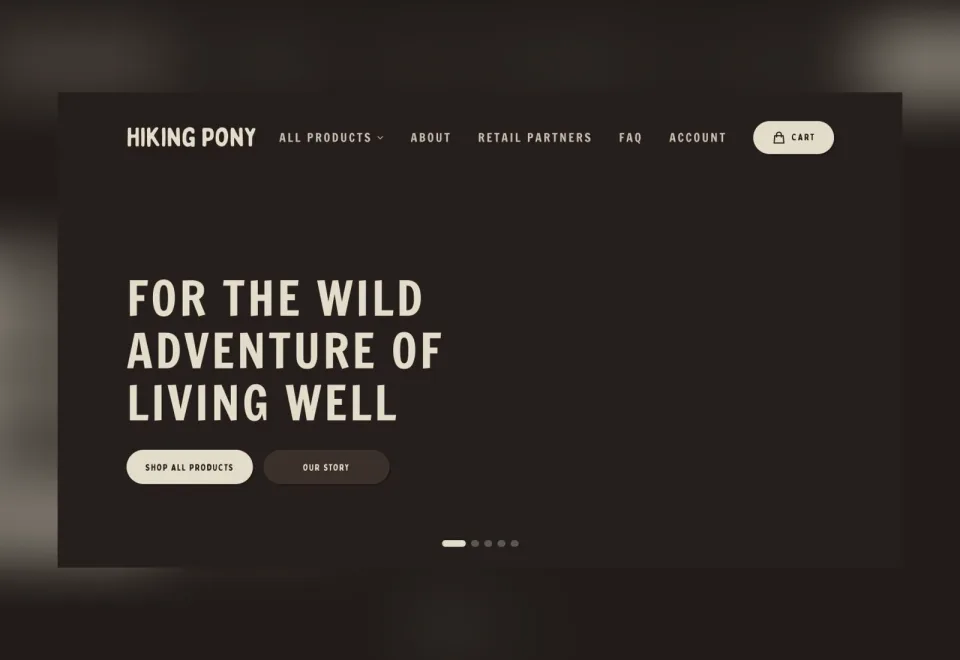 HIKING PONY
ALL PRODUCTS
ABOUT
RETAIL PARTNERS
FAQ
ACCOUNT
CART
FOR THE WILD
ADVENTURE OF
LIVING WELL
SHOP ALL PRODUCTS
OUR STORY